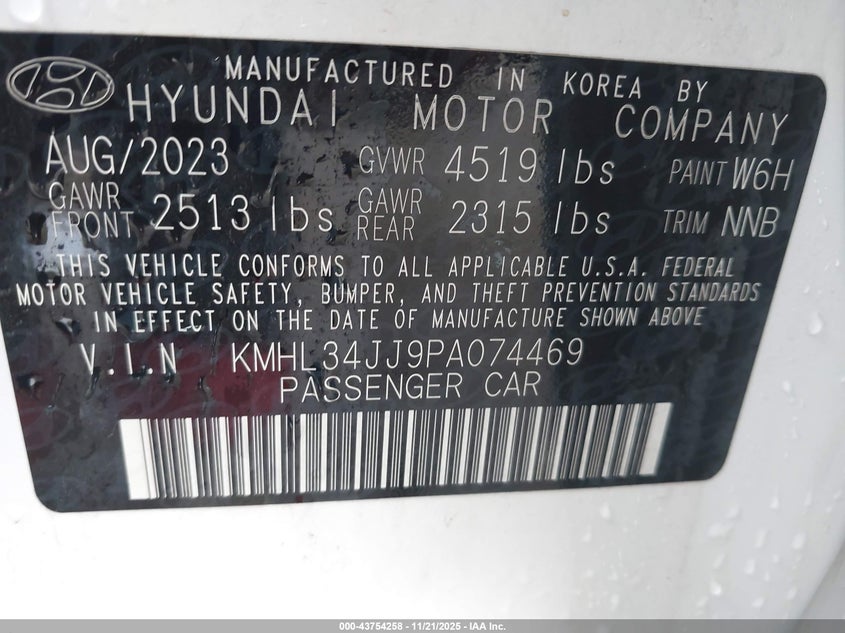 MANUFACTURED IN KOREA BY
HYUNDAI MOTOR COMPANY
AUG/2023 GVWR 4519 lbs PAINT W6H
GAWR FRONT 2513 lbs GAWR REAR 2315 lbs TRIM NNB
THIS VEHICLE CONFORMS TO ALL APPLICABLE U.S.A. FEDERAL
MOTOR VEHICLE SAFETY, BUMPER, AND THEFT PREVENTION STANDARDS
IN EFFECT ON THE DATE OF MANUFACTURE SHOWN ABOVE
V.I.N KMHL34JJ9PA074469
PASSENGER CAR
000-43754258 - 11/21/2025 - IAA Inc.